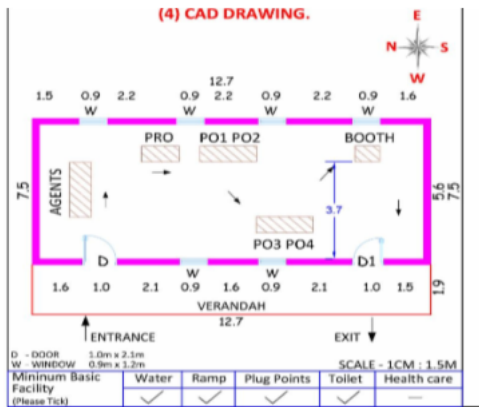 (4) CAD DRAWING.
E
N S
W
12.7
1.5 0.9 2.2 0.9 2.2 0.9 2.2 0.9 1.6
W W W W
PRO PO1 PO2 BOOTH
AGENTS
7.5
3.7
5.6
7.5
PO3 PO4
D W W D1
1.6 1.0 2.1 0.9 1.6 0.9 2.1 1.0 1.5
1.9
VERANDAH
12.7
ENTRANCE EXIT
D - DOOR 1.0m x 2.1m
W - WINDOW 0.9m x 1.2m
SCALE - 1CM : 1.5M
Mininum Basic Facility (Please Tick) Water Ramp Plug Points Toilet Health care